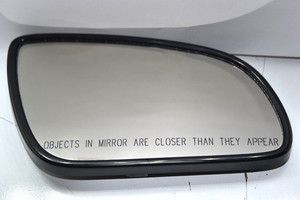 OBJECTS IN MIRROR ARE CLOSER THAN THEY APPEAR